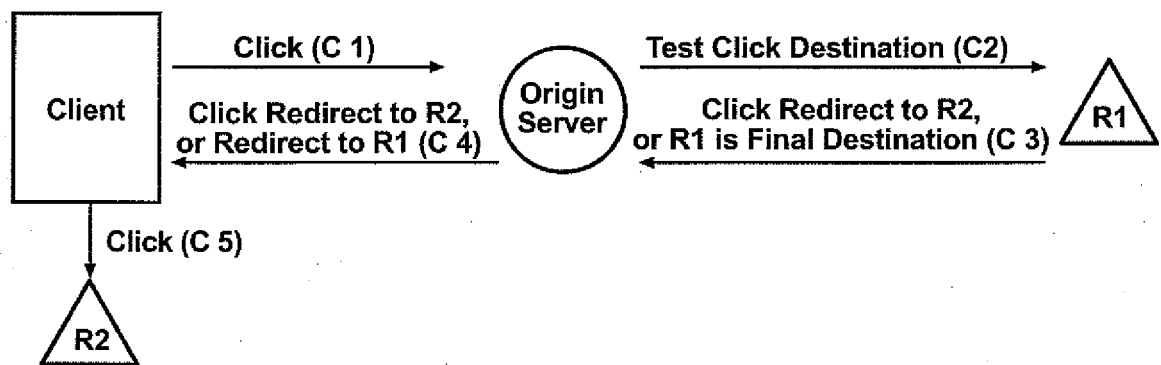 Click (C 1)
Test Click Destination (C2)
Client
Click Redirect to R2,
or Redirect to R1 (C 4)
Origin
Server
Click Redirect to R2,
or R1 is Final Destination (C 3)
R1
Click (C 5)
R2